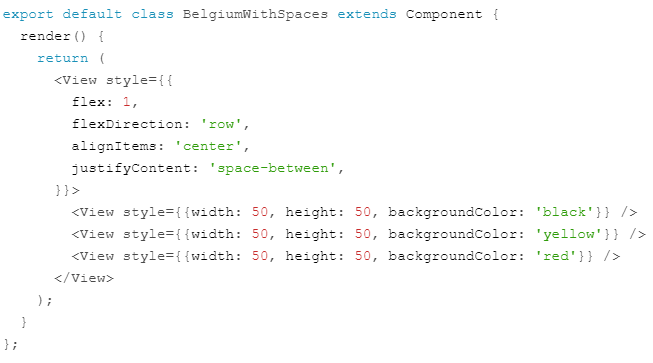 export default class BelgiumWithSpaces extends Component {
  render() {
    return (
      <View style={{
        flex: 1,
        flexDirection: 'row',
        alignItems: 'center',
        justifyContent: 'space-between',
      }}>
        <View style={{width: 50, height: 50, backgroundColor: 'black'}} />
        <View style={{width: 50, height: 50, backgroundColor: 'yellow'}} />
        <View style={{width: 50, height: 50, backgroundColor: 'red'}} />
      </View>
    );
  }
};